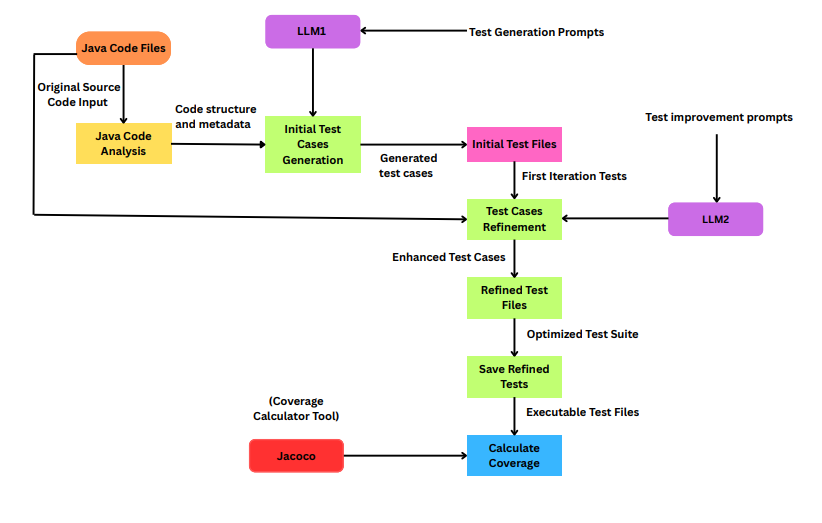 LLM1
Test Generation Prompts
Java Code Files
Original Source
Code Input
Code structure
and metadata
Java Code
Analysis
Initial Test
Cases
Generation
Generated
test cases
Initial Test Files
Test improvement prompts
First Iteration Tests
Test Cases
Refinement
LLM2
Enhanced Test Cases
Refined Test
Files
Optimized Test Suite
Save Refined
Tests
Executable Test Files
(Coverage
Calculator Tool)
Jacoco
Calculate
Coverage